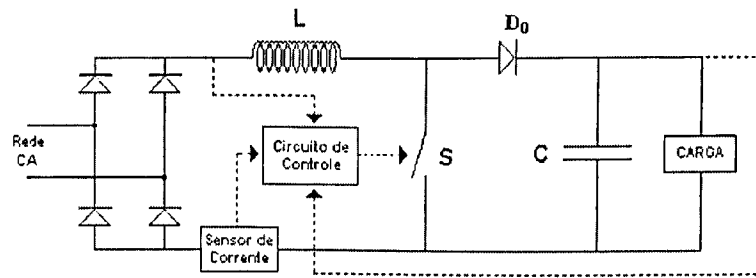 L
D₀
Rede
CA
Circuito de
Controle
S
C
CARGA
Sensor de
Corrente